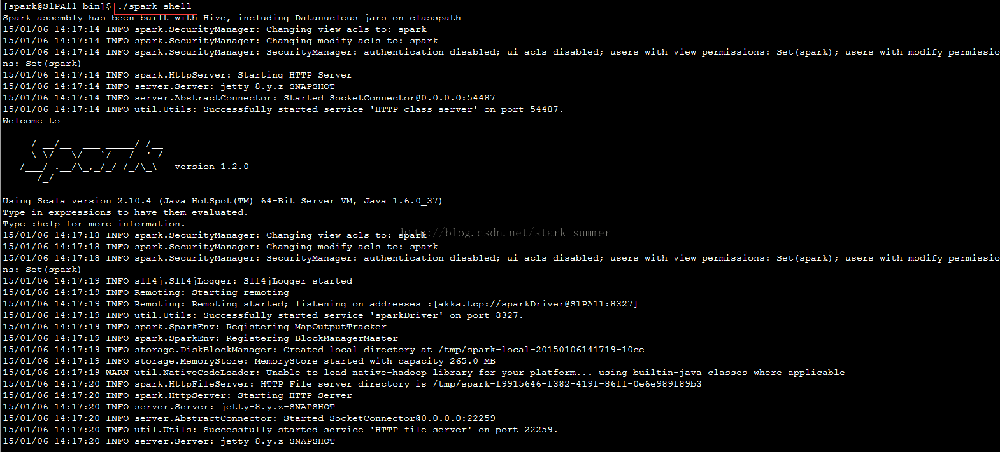 [spark@S1PA11 bin]$ ./spark-shell
Spark assembly has been built with Hive, including Datanucleus jars on classpath
15/01/06 14:17:14 INFO spark.SecurityManager: Changing view acls to: spark
15/01/06 14:17:14 INFO spark.SecurityManager: Changing modify acls to: spark
15/01/06 14:17:14 INFO spark.SecurityManager: SecurityManager: authentication disabled; ui acls disabled; users with view permissions: Set(spark); users with modify permissio
ns: Set(spark)
15/01/06 14:17:14 INFO spark.HttpServer: Starting HTTP Server
15/01/06 14:17:14 INFO server.Server: jetty-8.y.z-SNAPSHOT
15/01/06 14:17:14 INFO server.AbstractConnector: Started SocketConnector@0.0.0.0:54487
15/01/06 14:17:14 INFO util.Utils: Successfully started service 'HTTP class server' on port 54487.
Welcome to
Spark version 1.2.0
Using Scala version 2.10.4 (Java HotSpot(TM) 64-Bit Server VM, Java 1.6.0_37)
Type in expressions to have them evaluated.
Type :help for more information.
http://blog.csdn.net/stark_summer
15/01/06 14:17:18 INFO spark.SecurityManager: Changing view acls to: spark
15/01/06 14:17:18 INFO spark.SecurityManager: Changing modify acls to: spark
15/01/06 14:17:18 INFO spark.SecurityManager: SecurityManager: authentication disabled; ui acls disabled; users with view permissions: Set(spark); users with modify permissio
ns: Set(spark)
15/01/06 14:17:19 INFO slf4j.Slf4jLogger: Slf4jLogger started
15/01/06 14:17:19 INFO Remoting: Starting remoting
15/01/06 14:17:19 INFO Remoting: Remoting started; listening on addresses :[akka.tcp://sparkDriver@S1PA11:8327]
15/01/06 14:17:19 INFO util.Utils: Successfully started service 'sparkDriver' on port 8327.
15/01/06 14:17:19 INFO spark.SparkEnv: Registering MapOutputTracker
15/01/06 14:17:19 INFO spark.SparkEnv: Registering BlockManagerMaster
15/01/06 14:17:19 INFO storage.DiskBlockManager: Created local directory at /tmp/spark-local-20150106141719-10ce
15/01/06 14:17:19 INFO storage.MemoryStore: MemoryStore started with capacity 265.0 MB
15/01/06 14:17:19 WARN util.NativeCodeLoader: Unable to load native-hadoop library for your platform... using builtin-java classes where applicable
15/01/06 14:17:20 INFO spark.HttpFileServer: HTTP File server directory is /tmp/spark-f9915646-f382-419f-86ff-0e6e989f89b3
15/01/06 14:17:20 INFO spark.HttpServer: Starting HTTP Server
15/01/06 14:17:20 INFO server.Server: jetty-8.y.z-SNAPSHOT
15/01/06 14:17:20 INFO server.AbstractConnector: Started SocketConnector@0.0.0.0:22259
15/01/06 14:17:20 INFO util.Utils: Successfully started service 'HTTP file server' on port 22259.
15/01/06 14:17:20 INFO server.Server: jetty-8.y.z-SNAPSHOT